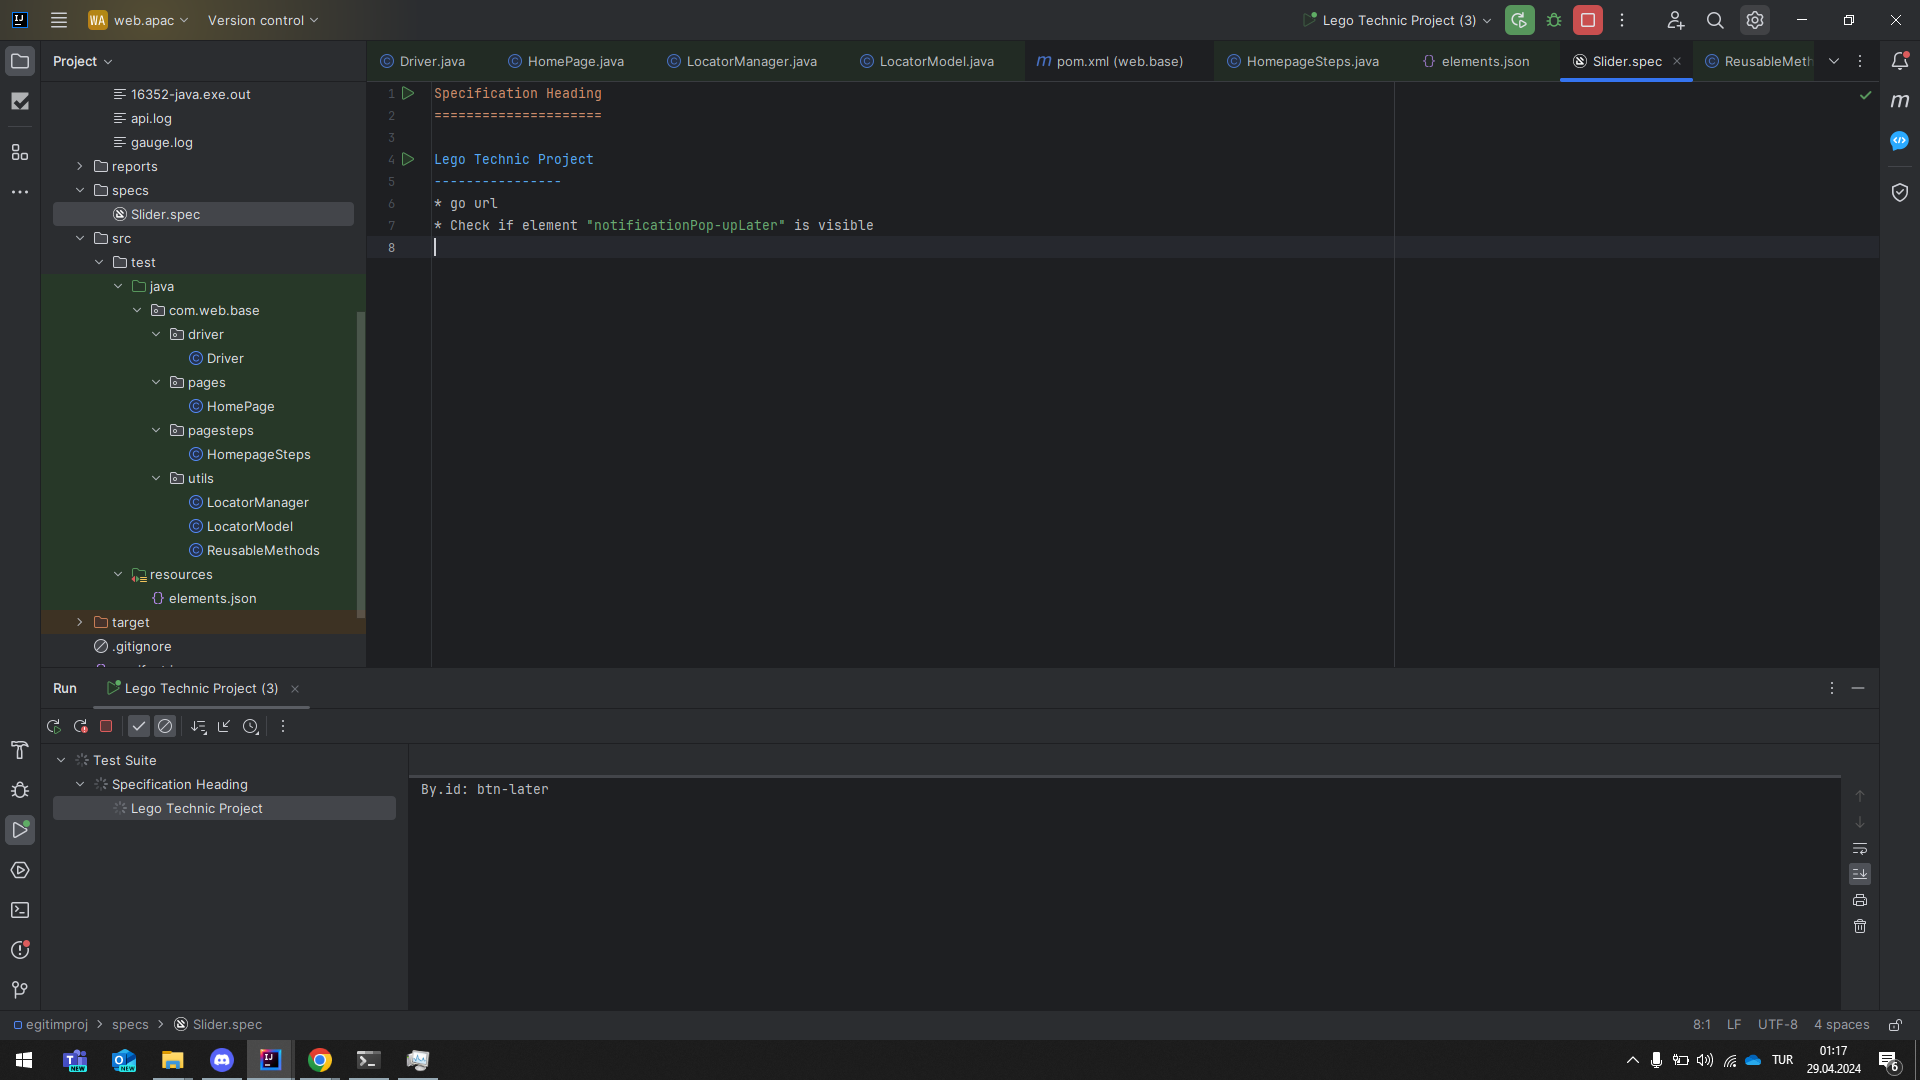 WA web.apac
Version control
Lego Technic Project (3)
Project
Driver.java
HomePage.java
LocatorManager.java
LocatorModel.java
m pom.xml (web.base)
HomepageSteps.java
elements.json
Slider.spec
ReusableMeth
16352-java.exe.out
api.log
gauge.log
reports
specs
Slider.spec
src
test
java
com.web.base
driver
Driver
pages
HomePage
pagesteps
HomepageSteps
utils
LocatorManager
LocatorModel
ReusableMethods
resources
elements.json
target
.gitignore
1 Specification Heading
2 =====================
3
4 Lego Technic Project
5 ----------------
6 * go url
7 * Check if element "notificationPop-upLater" is visible
8
Run
Lego Technic Project (3)
Test Suite
Specification Heading
Lego Technic Project
By.id: btn-later
egitimproj > specs > Slider.spec
8:1 LF UTF-8 4 spaces
TUR
01:17
29.04.2024
6